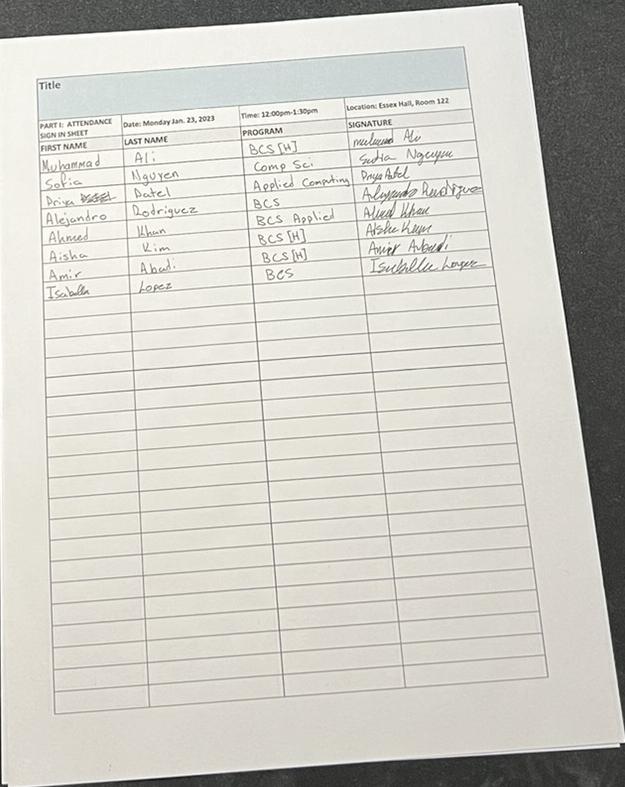 Title
PART I: ATTENDANCE SIGN IN SHEET Date: Monday Jan. 23, 2023 Time: 12:00pm-1:30pm Location: Essex Hall, Room 122
FIRST NAME LAST NAME PROGRAM SIGNATURE
Muhammad Ali BCS [H] Ali
Sofia Nguyen Comp Sci. Sofia Nguyen
Priya Patel Applied Computing Priya Patel
Alejandro Rodriguez BCS Alejandro Rodriguez
Ahmed Khan BCS Applied Ahmed Khan
Aisha Kim BCS [H] Aisha Kim
Amir Abadi BCS [H] Amir Abadi
Isabella Lopez BCS Isabella Lopez